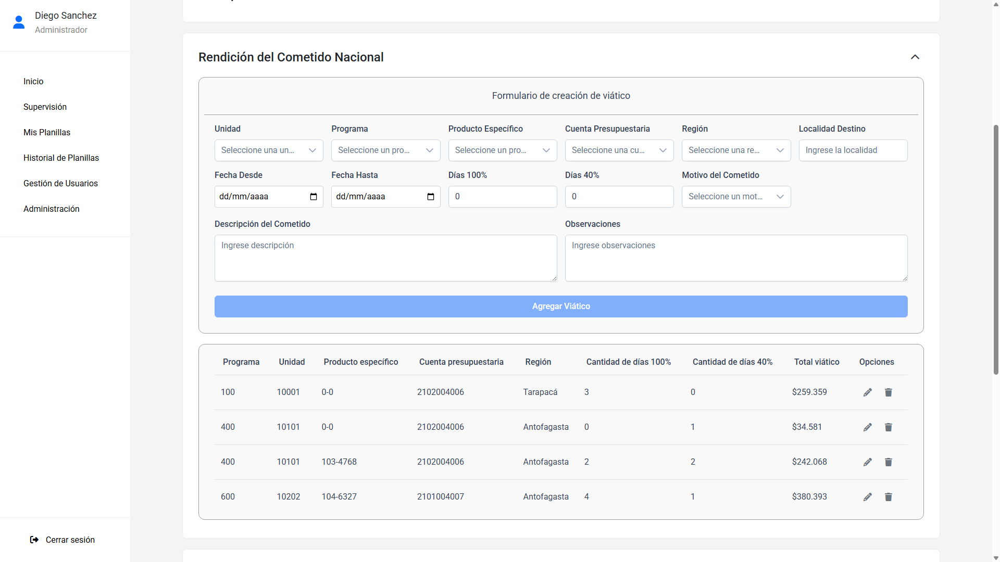 Diego Sanchez
Administrador
Inicio
Supervisión
Mis Planillas
Historial de Planillas
Gestión de Usuarios
Administración
Cerrar sesión
Rendición del Cometido Nacional
Formulario de creación de viático
Unidad Programa Producto Específico Cuenta Presupuestaria Región Localidad Destino
Seleccione una un... Seleccione un pro... Seleccione un pro... Seleccione una cu... Seleccione una re... Ingrese la localidad
Fecha Desde Fecha Hasta Días 100% Días 40% Motivo del Cometido
dd/mm/aaaa dd/mm/aaaa 0 0 Seleccione un mot...
Descripción del Cometido Observaciones
Ingrese descripción Ingrese observaciones
Agregar Viático
Programa Unidad Producto específico Cuenta presupuestaria Región Cantidad de días 100% Cantidad de días 40% Total viático Opciones
100 10001 0-0 2102004006 Tarapacá 3 0 $259.359
400 10101 0-0 2102004006 Antofagasta 0 1 $34.581
400 10101 103-4768 2102004006 Antofagasta 2 2 $242.068
600 10202 104-6327 2101004007 Antofagasta 4 1 $380.393